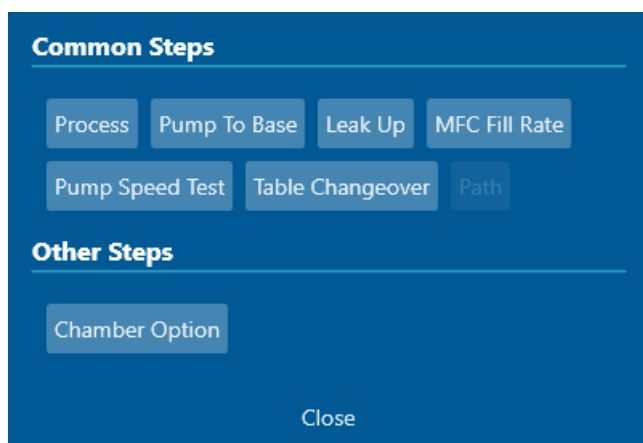 Common Steps
Process Pump To Base Leak Up MFC Fill Rate
Pump Speed Test Table Changeover Path
Other Steps
Chamber Option
Close